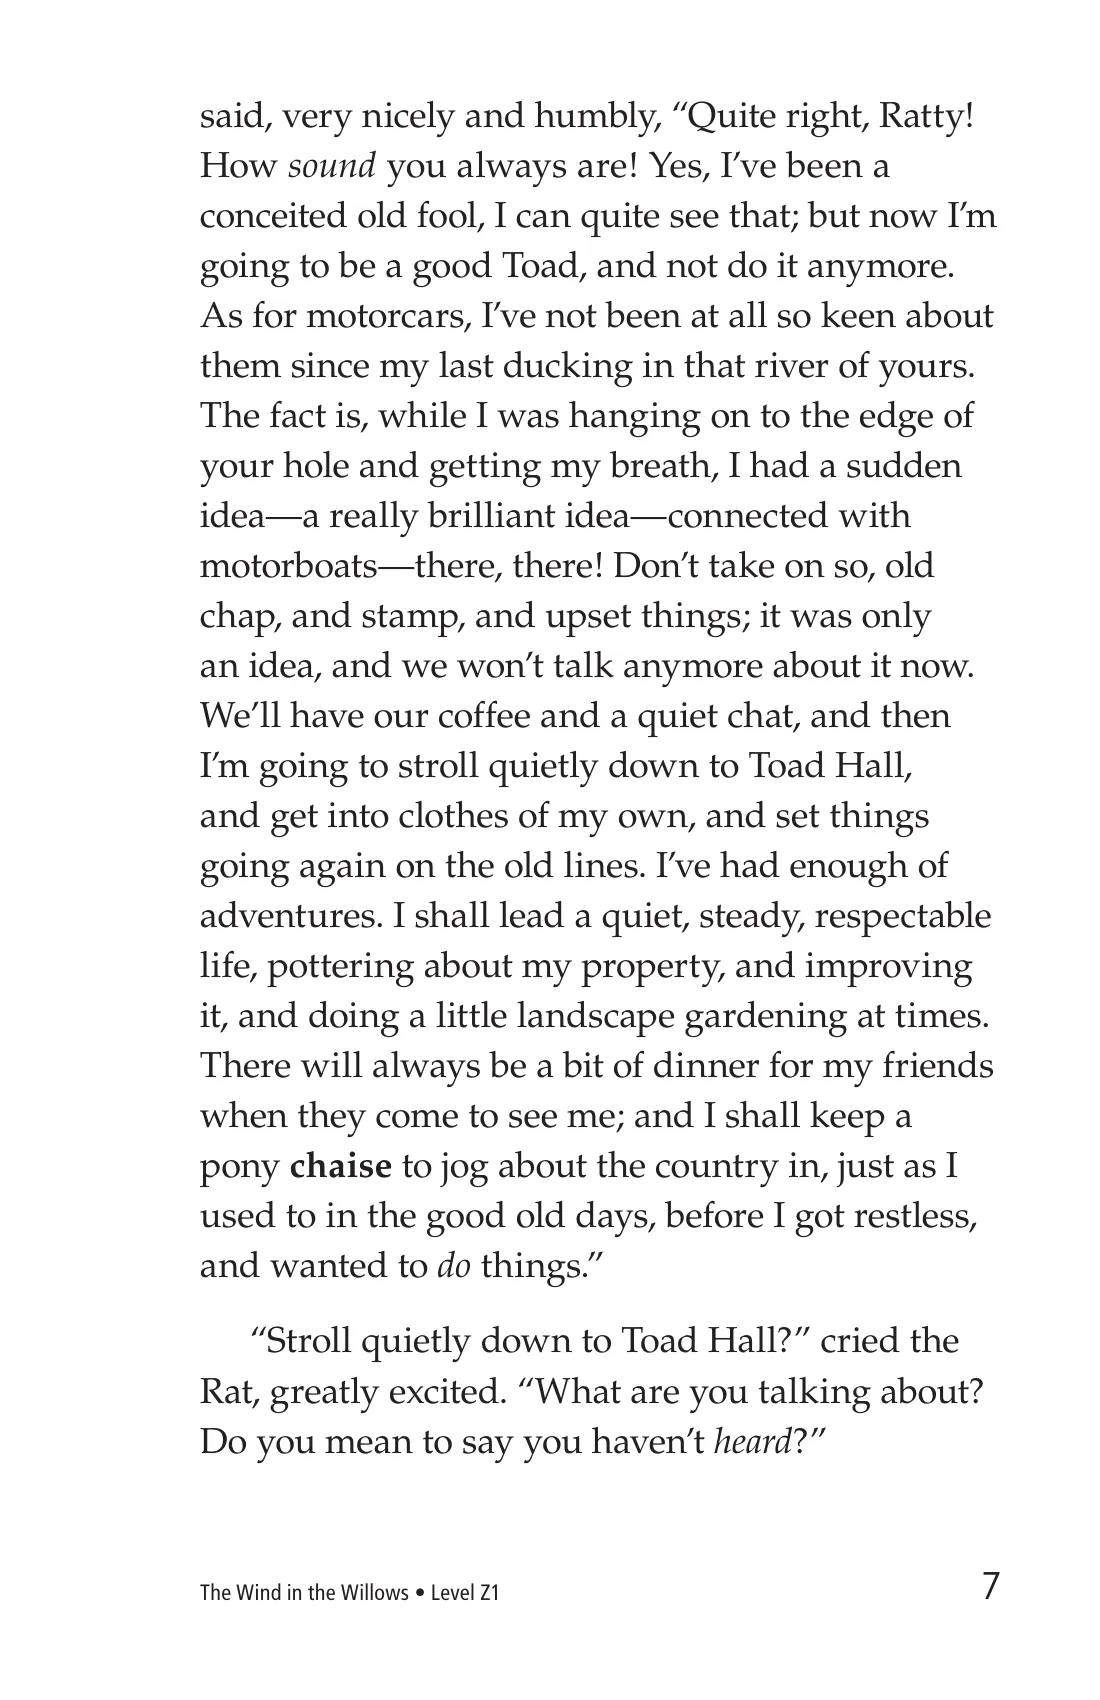 said, very nicely and humbly, “Quite right, Ratty!
How sound you always are! Yes, I’ve been a
conceited old fool, I can quite see that; but now I’m
going to be a good Toad, and not do it anymore.
As for motorcars, I’ve not been at all so keen about
them since my last ducking in that river of yours.
The fact is, while I was hanging on to the edge of
your hole and getting my breath, I had a sudden
idea—a really brilliant idea—connected with
motorboats—there, there! Don’t take on so, old
chap, and stamp, and upset things; it was only
an idea, and we won’t talk anymore about it now.
We’ll have our coffee and a quiet chat, and then
I’m going to stroll quietly down to Toad Hall,
and get into clothes of my own, and set things
going again on the old lines. I’ve had enough of
adventures. I shall lead a quiet, steady, respectable
life, pottering about my property, and improving
it, and doing a little landscape gardening at times.
There will always be a bit of dinner for my friends
when they come to see me; and I shall keep a
pony chaise to jog about the country in, just as I
used to in the good old days, before I got restless,
and wanted to do things.”
“Stroll quietly down to Toad Hall?” cried the
Rat, greatly excited. “What are you talking about?
Do you mean to say you haven’t heard?”
The Wind in the Willows • Level Z1
7